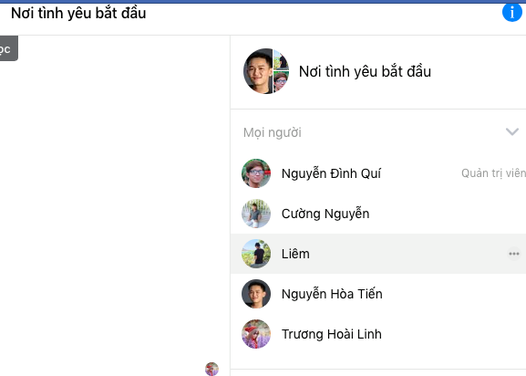 Nơi tình yêu bắt đầu
ọc
Nơi tình yêu bắt đầu
Mọi người
Nguyễn Đình Quí Quản trị viên
Cường Nguyễn
Liêm
Nguyễn Hòa Tiến
Trương Hoài Linh